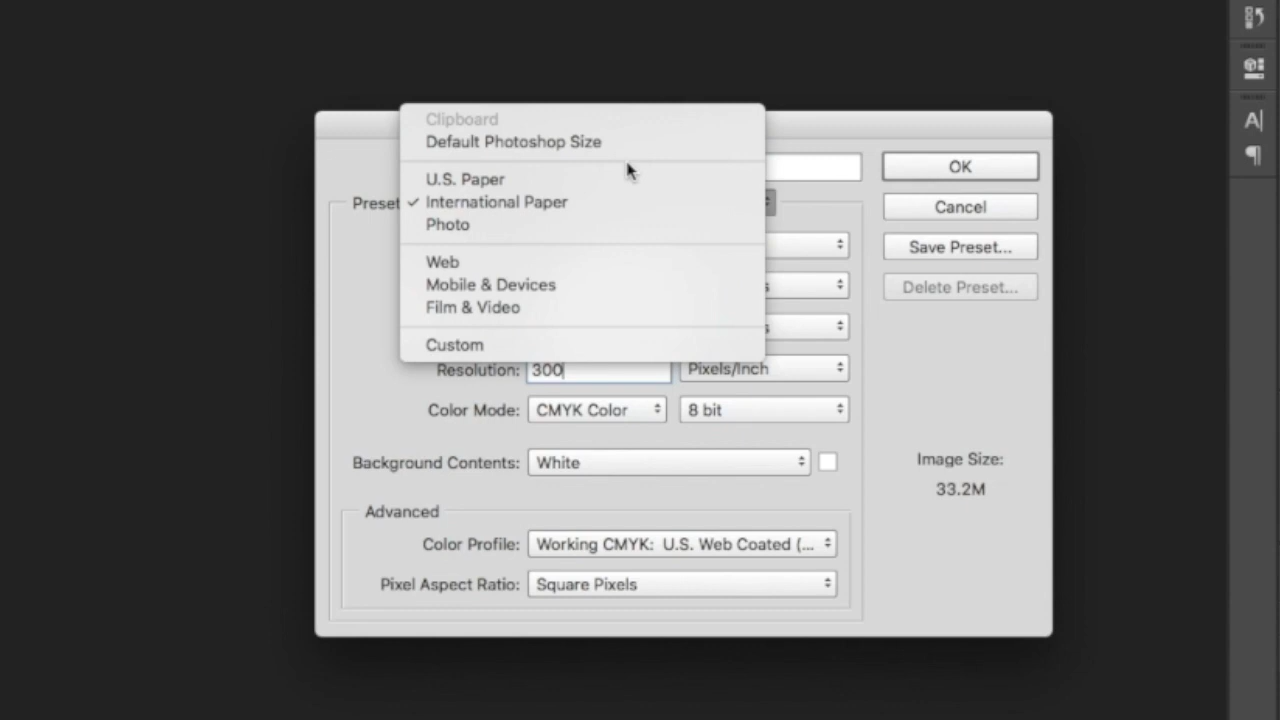 Clipboard
Default Photoshop Size
U.S. Paper
Preset
✓ International Paper
Photo
Web
Mobile & Devices
Film & Video
Custom
OK
Cancel
Save Preset...
Delete Preset...
Resolution: 300 Pixels/Inch
Color Mode: CMYK Color 8 bit
Background Contents: White
Image Size:
33.2M
Advanced
Color Profile: Working CMYK: U.S. Web Coated (...
Pixel Aspect Ratio: Square Pixels